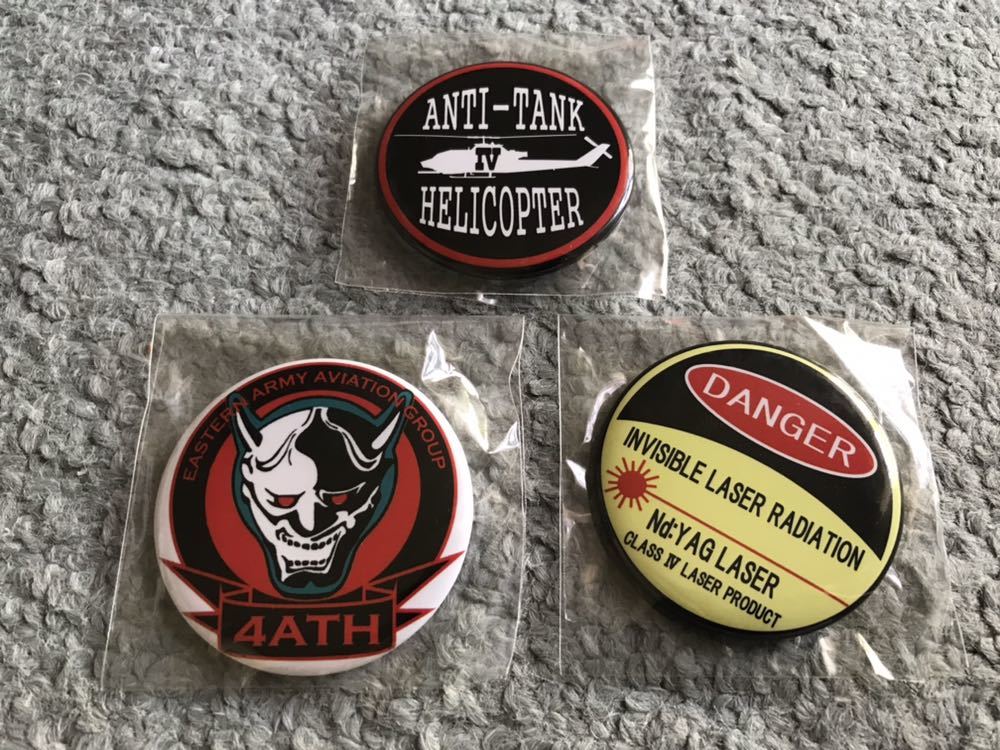 ANTI-TANK
IV
HELICOPTER
EASTERN ARMY AVIATION GROUP
4ATH
DANGER
INVISIBLE LASER RADIATION
Nd:YAG LASER
CLASS IV LASER PRODUCT